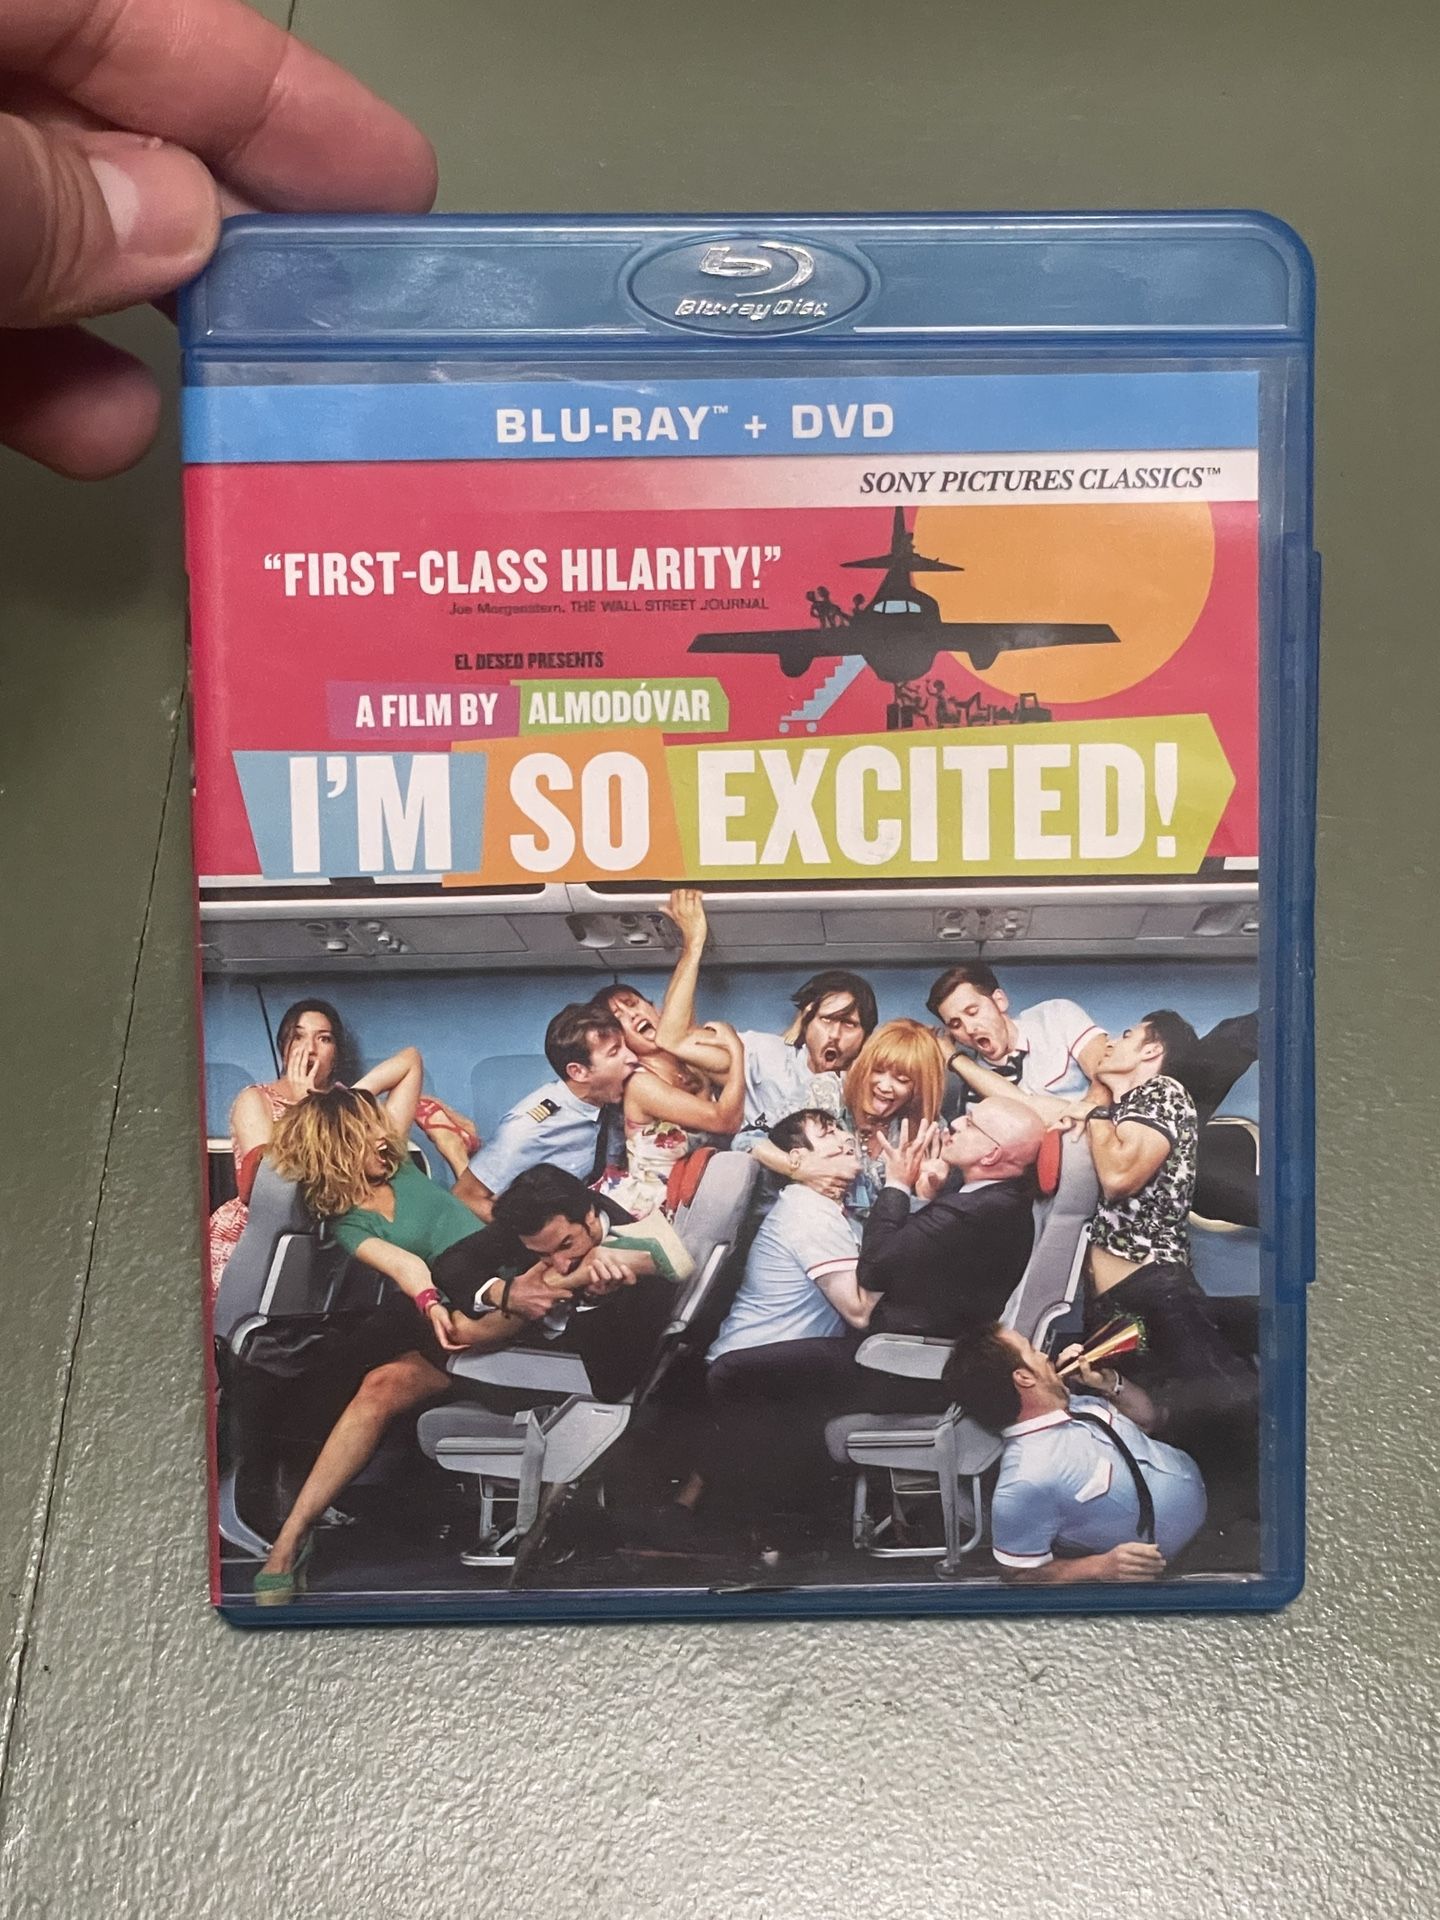 Blu-ray Disc
BLU-RAY™ + DVD
SONY PICTURES CLASSICS™
“FIRST-CLASS HILARITY!”
Joe Morgenstern, THE WALL STREET JOURNAL
EL DESEO PRESENTS
A FILM BY ALMODÓVAR
I’M SO EXCITED!